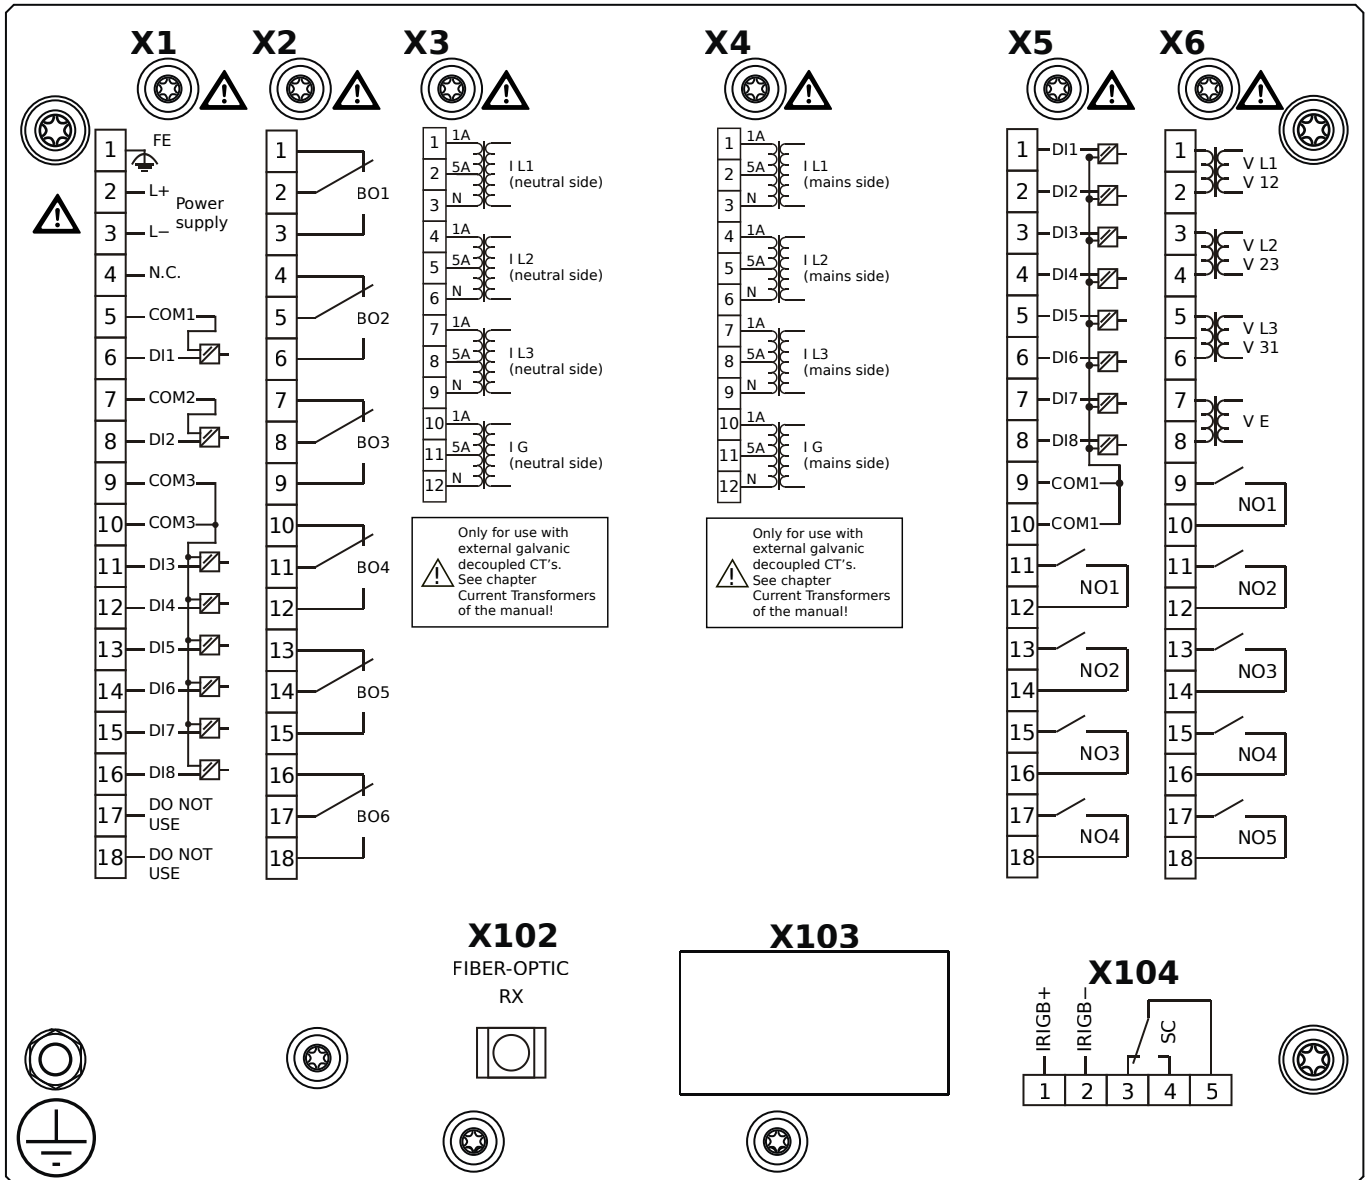 X1
X2
X3
X4
X5
X6
1
FE
2
L+
Power
supply
3
L−
4
N.C.
5
COM1
6
DI1
7
COM2
8
DI2
9
COM3
10
COM3
11
DI3
12
DI4
13
DI5
14
DI6
15
DI7
16
DI8
17
DO NOT
USE
18
DO NOT
USE
1
2
BO1
3
4
5
BO2
6
7
8
BO3
9
10
11
BO4
12
13
14
BO5
15
16
17
BO6
18
1
1A
2
5A
3
N
I L1
(neutral side)
4
1A
5
5A
6
N
I L2
(neutral side)
7
1A
8
5A
9
N
I L3
(neutral side)
10
1A
11
5A
12
N
I G
(neutral side)
Only for use with
external galvanic
decoupled CT’s.
See chapter
Current Transformers
of the manual!
1
1A
2
5A
3
N
I L1
(mains side)
4
1A
5
5A
6
N
I L2
(mains side)
7
1A
8
5A
9
N
I L3
(mains side)
10
1A
11
5A
12
N
I G
(mains side)
Only for use with
external galvanic
decoupled CT’s.
See chapter
Current Transformers
of the manual!
1
DI1
2
DI2
3
DI3
4
DI4
5
DI5
6
DI6
7
DI7
8
DI8
9
COM1
10
COM1
11
NO1
12
13
NO2
14
15
NO3
16
17
NO4
18
1
V L1
V 12
2
3
V L2
V 23
4
5
V L3
V 31
6
7
V E
8
9
NO1
10
11
NO2
12
13
NO3
14
15
NO4
16
17
NO5
18
X102
FIBER-OPTIC
RX
X103
X104
IRIGB+
IRIGB−
SC
1
2
3
4
5